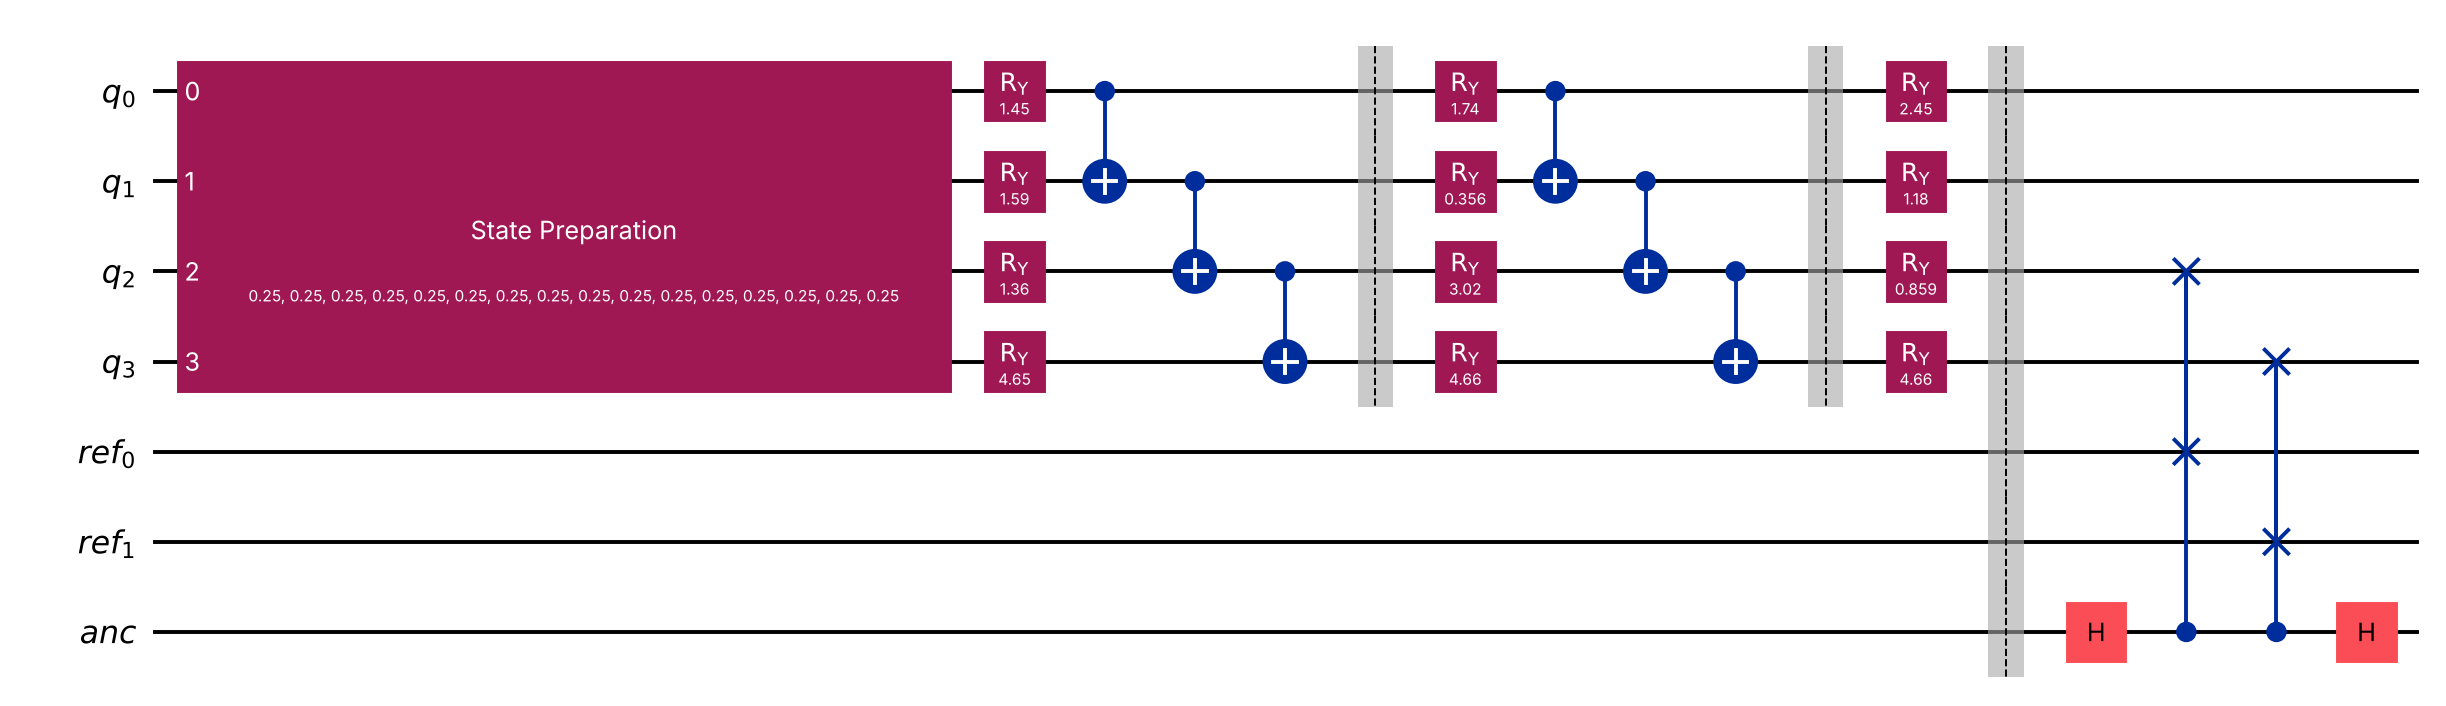 q0 0 RY 1.45 RY 1.74 RY 2.45
q1 1 RY 1.59 RY 0.356 RY 1.18
State Preparation
q2 2 RY 1.36 RY 3.02 RY 0.859
0.25, 0.25, 0.25, 0.25, 0.25, 0.25, 0.25, 0.25, 0.25, 0.25, 0.25, 0.25, 0.25, 0.25, 0.25, 0.25
q3 3 RY 4.65 RY 4.66 RY 4.66
ref0
ref1
anc H H